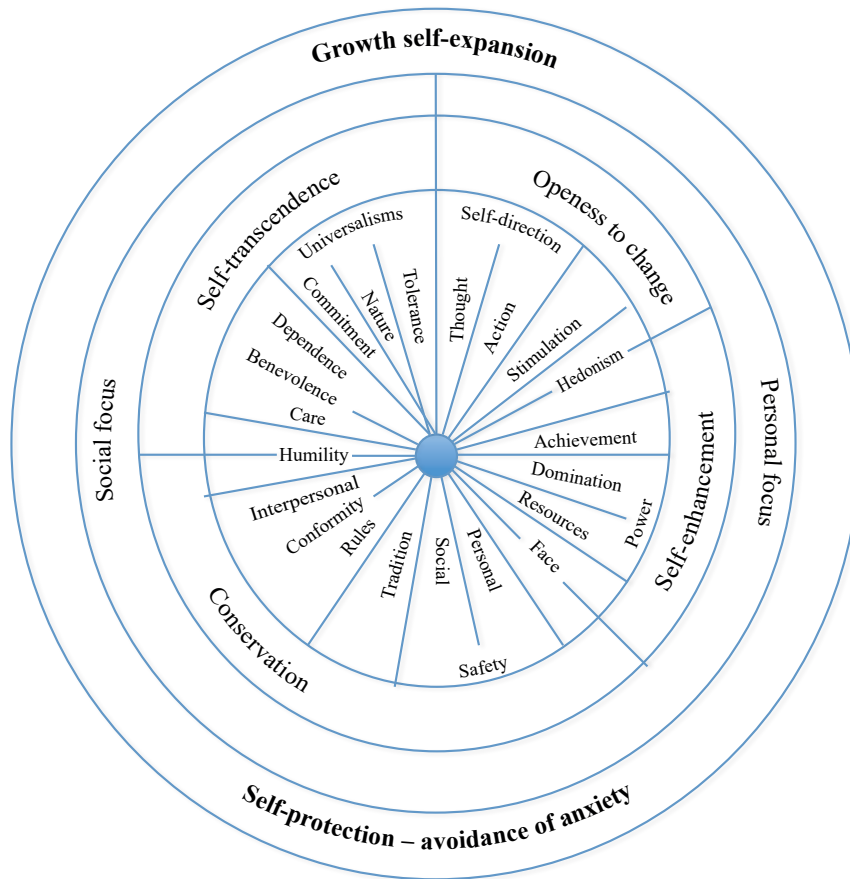 Growth self-expansion
Self-transcendence
Openess to change
Universalisms
Self-direction
Commitment
Nature
Tolerance
Thought
Action
Stimulation
Hedonism
Dependence
Benevolence
Care
Social focus
Personal focus
Humility
Achievement
Domination
Resources
Power
Face
Self-enhancement
Interpersonal
Conformity
Rules
Tradition
Social
Personal
Safety
Conservation
Self-protection – avoidance of anxiety